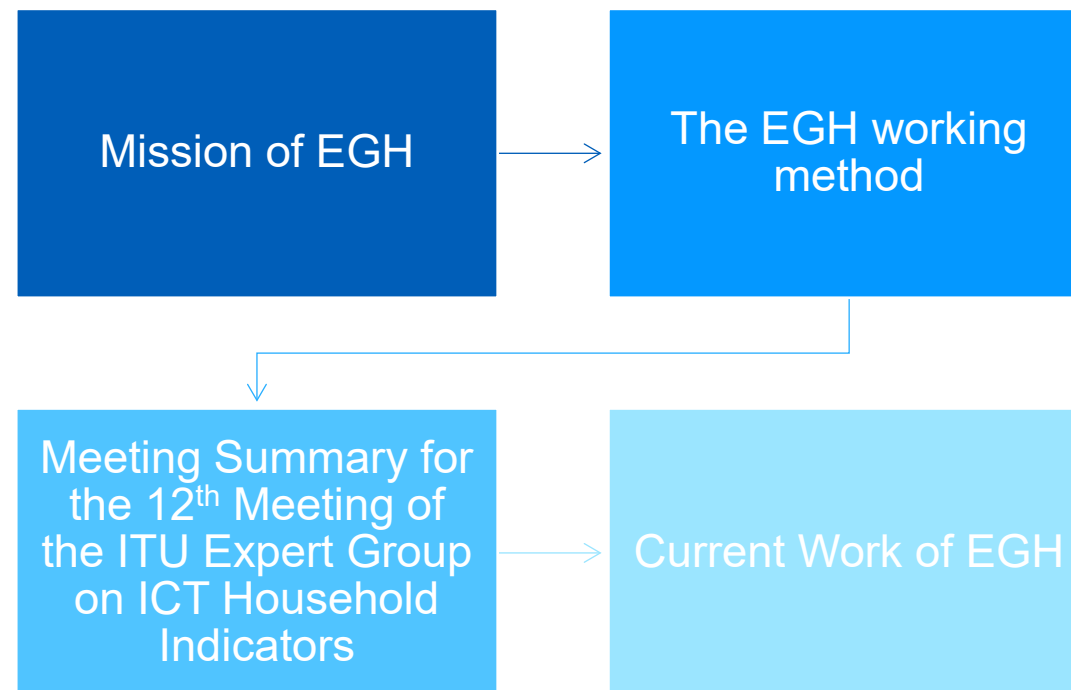 Mission of EGH
The EGH working
method
Meeting Summary for
the 12th Meeting of
the ITU Expert Group
on ICT Household
Indicators
Current Work of EGH